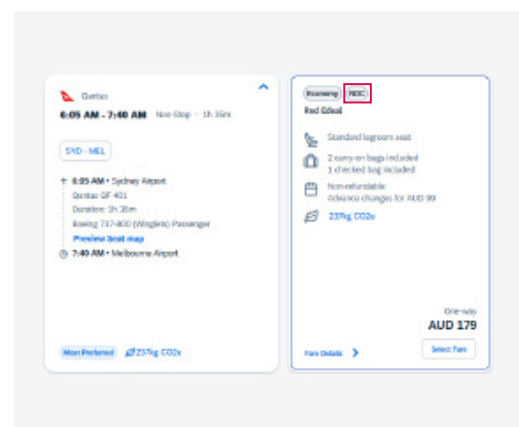 Qantas
6:05 AM - 7:40 AM Non-Stop · 1h 35m
SYD - MEL
6:05 AM • Sydney Airport
Qantas QF 401
Duration: 1h 35m
Boeing 737-800 (Winglets) Passenger
Preview Seat map
7:40 AM • Melbourne Airport
Most Preferred 237kg CO2e
Economy NDC
Red Edeal
Standard legroom seat
2 carry-on bags included
1 checked bag included
Non-refundable
Advance changes for AUD 99
237kg CO2e
One-way
AUD 179
Fare Details
Select Fare